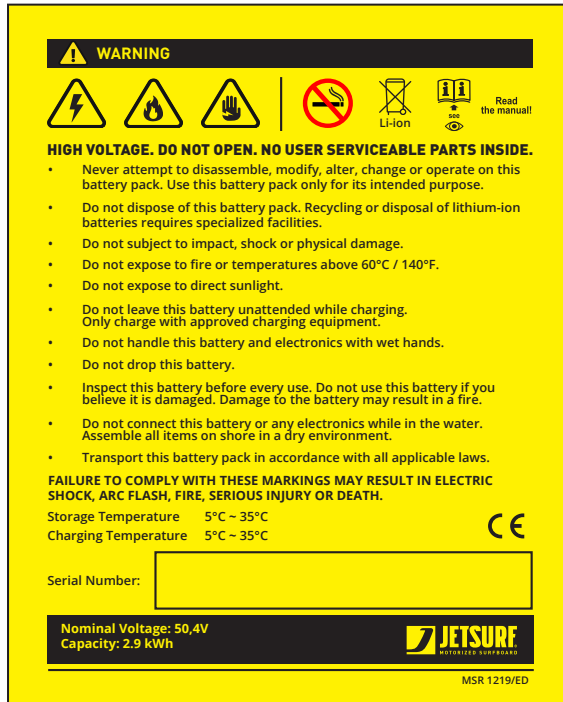 WARNING
Li-ion
see
Read
the manual!
HIGH VOLTAGE. DO NOT OPEN. NO USER SERVICEABLE PARTS INSIDE.
• Never attempt to disassemble, modify, alter, change or operate on this
battery pack. Use this battery pack only for its intended purpose.
• Do not dispose of this battery pack. Recycling or disposal of lithium-ion
batteries requires specialized facilities.
• Do not subject to impact, shock or physical damage.
• Do not expose to fire or temperatures above 60°C / 140°F.
• Do not expose to direct sunlight.
• Do not leave this battery unattended while charging.
Only charge with approved charging equipment.
• Do not handle this battery and electronics with wet hands.
• Do not drop this battery.
• Inspect this battery before every use. Do not use this battery if you
believe it is damaged. Damage to the battery may result in a fire.
• Do not connect this battery or any electronics while in the water.
Assemble all items on shore in a dry environment.
• Transport this battery pack in accordance with all applicable laws.
FAILURE TO COMPLY WITH THESE MARKINGS MAY RESULT IN ELECTRIC
SHOCK, ARC FLASH, FIRE, SERIOUS INJURY OR DEATH.
Storage Temperature 5°C ~ 35°C
Charging Temperature 5°C ~ 35°C
CE
Serial Number:
Nominal Voltage: 50,4V
Capacity: 2.9 kWh
JETSURF
MOTORIZED SURFBOARD
MSR 1219/ED